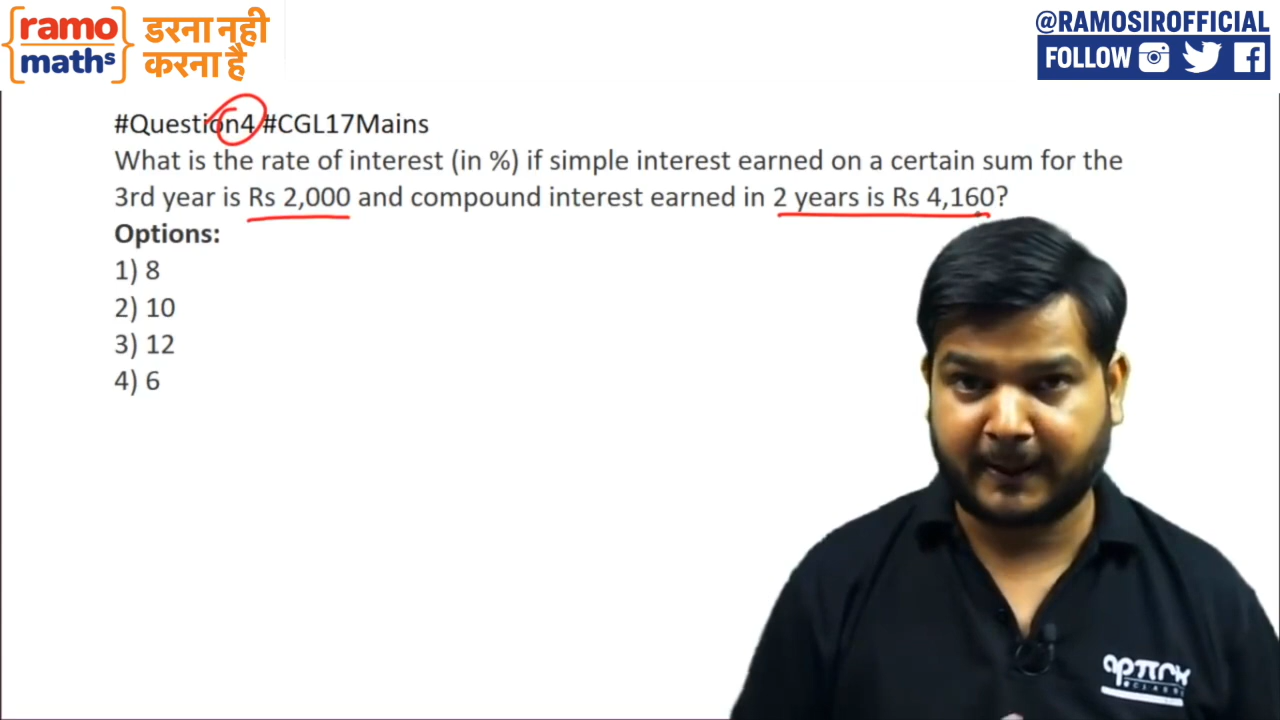 ramo
maths
डरना नही
करना है
@RAMOSIROFFICIAL
FOLLOW
#Question4 #CGL17Mains
What is the rate of interest (in %) if simple interest earned on a certain sum for the
3rd year is Rs 2,000 and compound interest earned in 2 years is Rs 4,160?
Options:
1) 8
2) 10
3) 12
4) 6